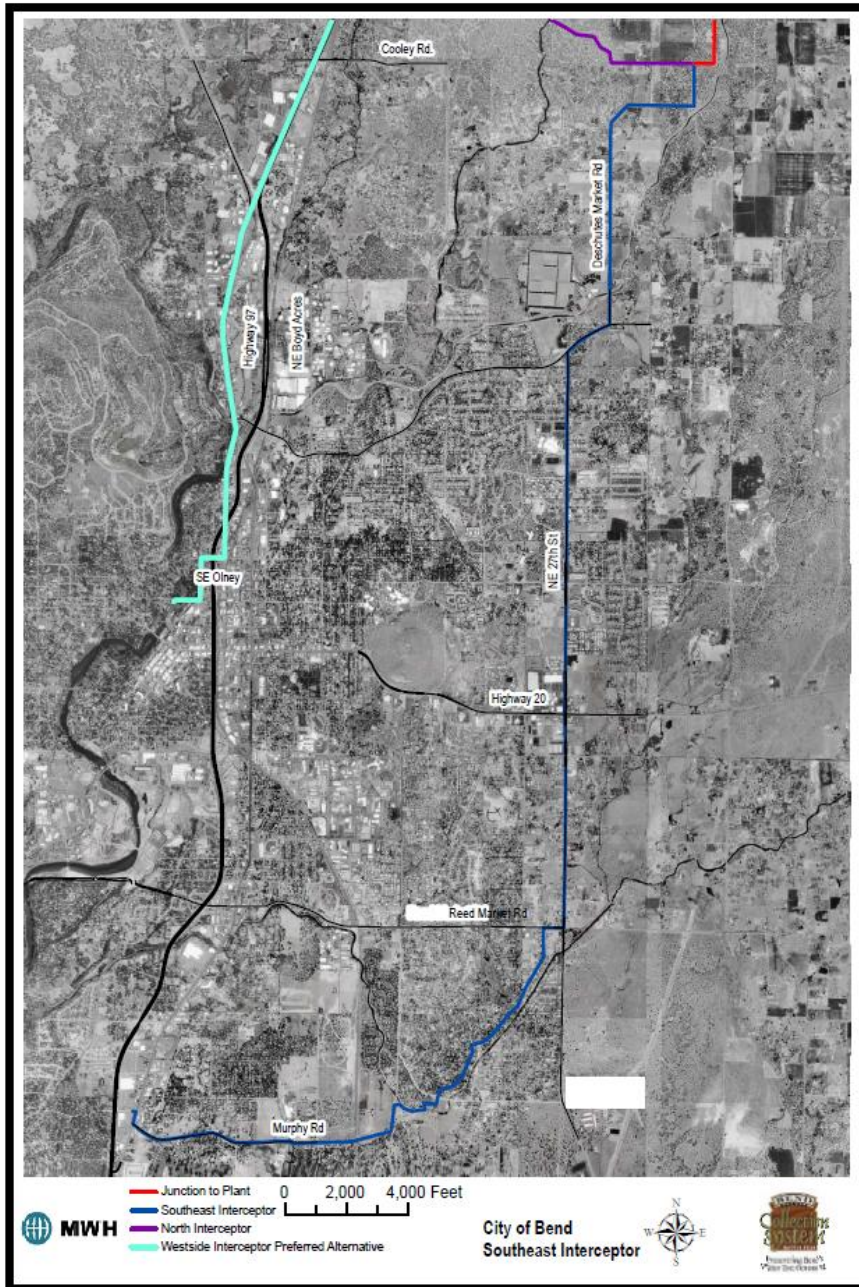 Cooley Rd.
Deschutes Market Rd
Highway 97
NE Boyd Acres
NE 27th St
SE Olney
Highway 20
Reed Market Rd
Murphy Rd
MWH
Junction to Plant
Southeast Interceptor
North Interceptor
Westside Interceptor Preferred Alternative
0 2,000 4,000 Feet
City of Bend
Southeast Interceptor
N
W E
S
BEND
Collection
System